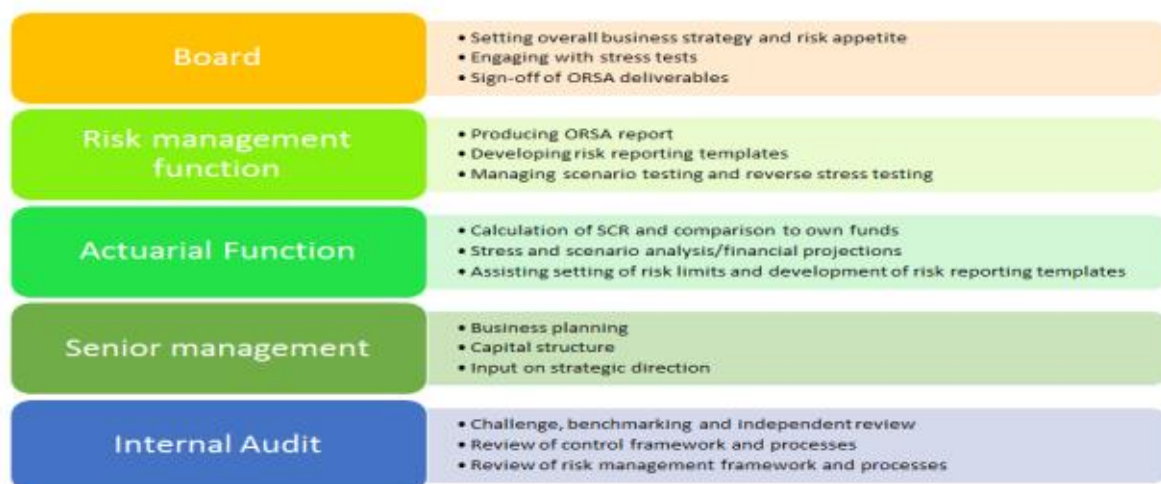 Board
• Setting overall business strategy and risk appetite
• Engaging with stress tests
• Sign-off of ORSA deliverables
Risk management
function
• Producing ORSA report
• Developing risk reporting templates
• Managing scenario testing and reverse stress testing
Actuarial Function
• Calculation of SCR and comparison to own funds
• Stress and scenario analysis/financial projections
• Assisting setting of risk limits and development of risk reporting templates
Senior management
• Business planning
• Capital structure
• Input on strategic direction
Internal Audit
• Challenge, benchmarking and independent review
• Review of control framework and processes
• Review of risk management framework and processes